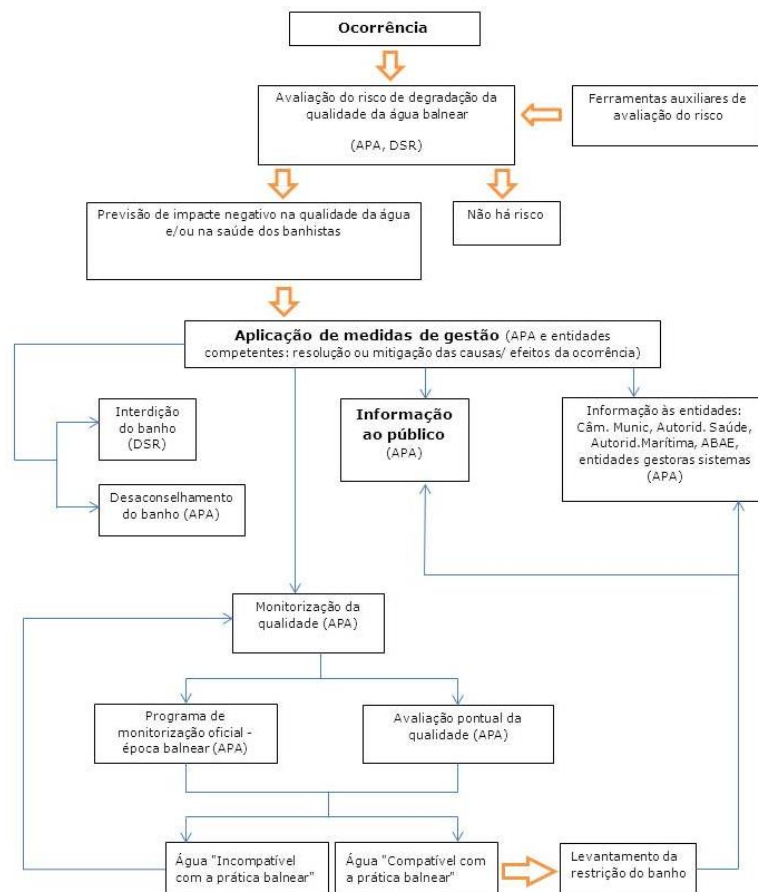 Ocorrência
Avaliação do risco de degradação da
qualidade da água balnear
(APA, DSR)
Ferramentas auxiliares de
avaliação do risco
Previsão de impacte negativo na qualidade da água
e/ou na saúde dos banhistas
Não há risco
Aplicação de medidas de gestão (APA e entidades
competentes: resolução ou mitigação das causas/ efeitos da ocorrência)
Interdição
do banho
(DSR)
Desaconselhamento
do banho (APA)
Informação
ao público
(APA)
Informação às entidades:
Câm. Munic, Autorid. Saúde,
Autorid.Marítima, ABAE,
entidades gestoras sistemas
(APA)
Monitorização da
qualidade (APA)
Programa de
monitorização oficial -
época balnear (APA)
Avaliação pontual da
qualidade (APA)
Água "Incompatível
com a prática balnear"
Água "Compatível com
a prática balnear"
Levantamento da
restrição do banho